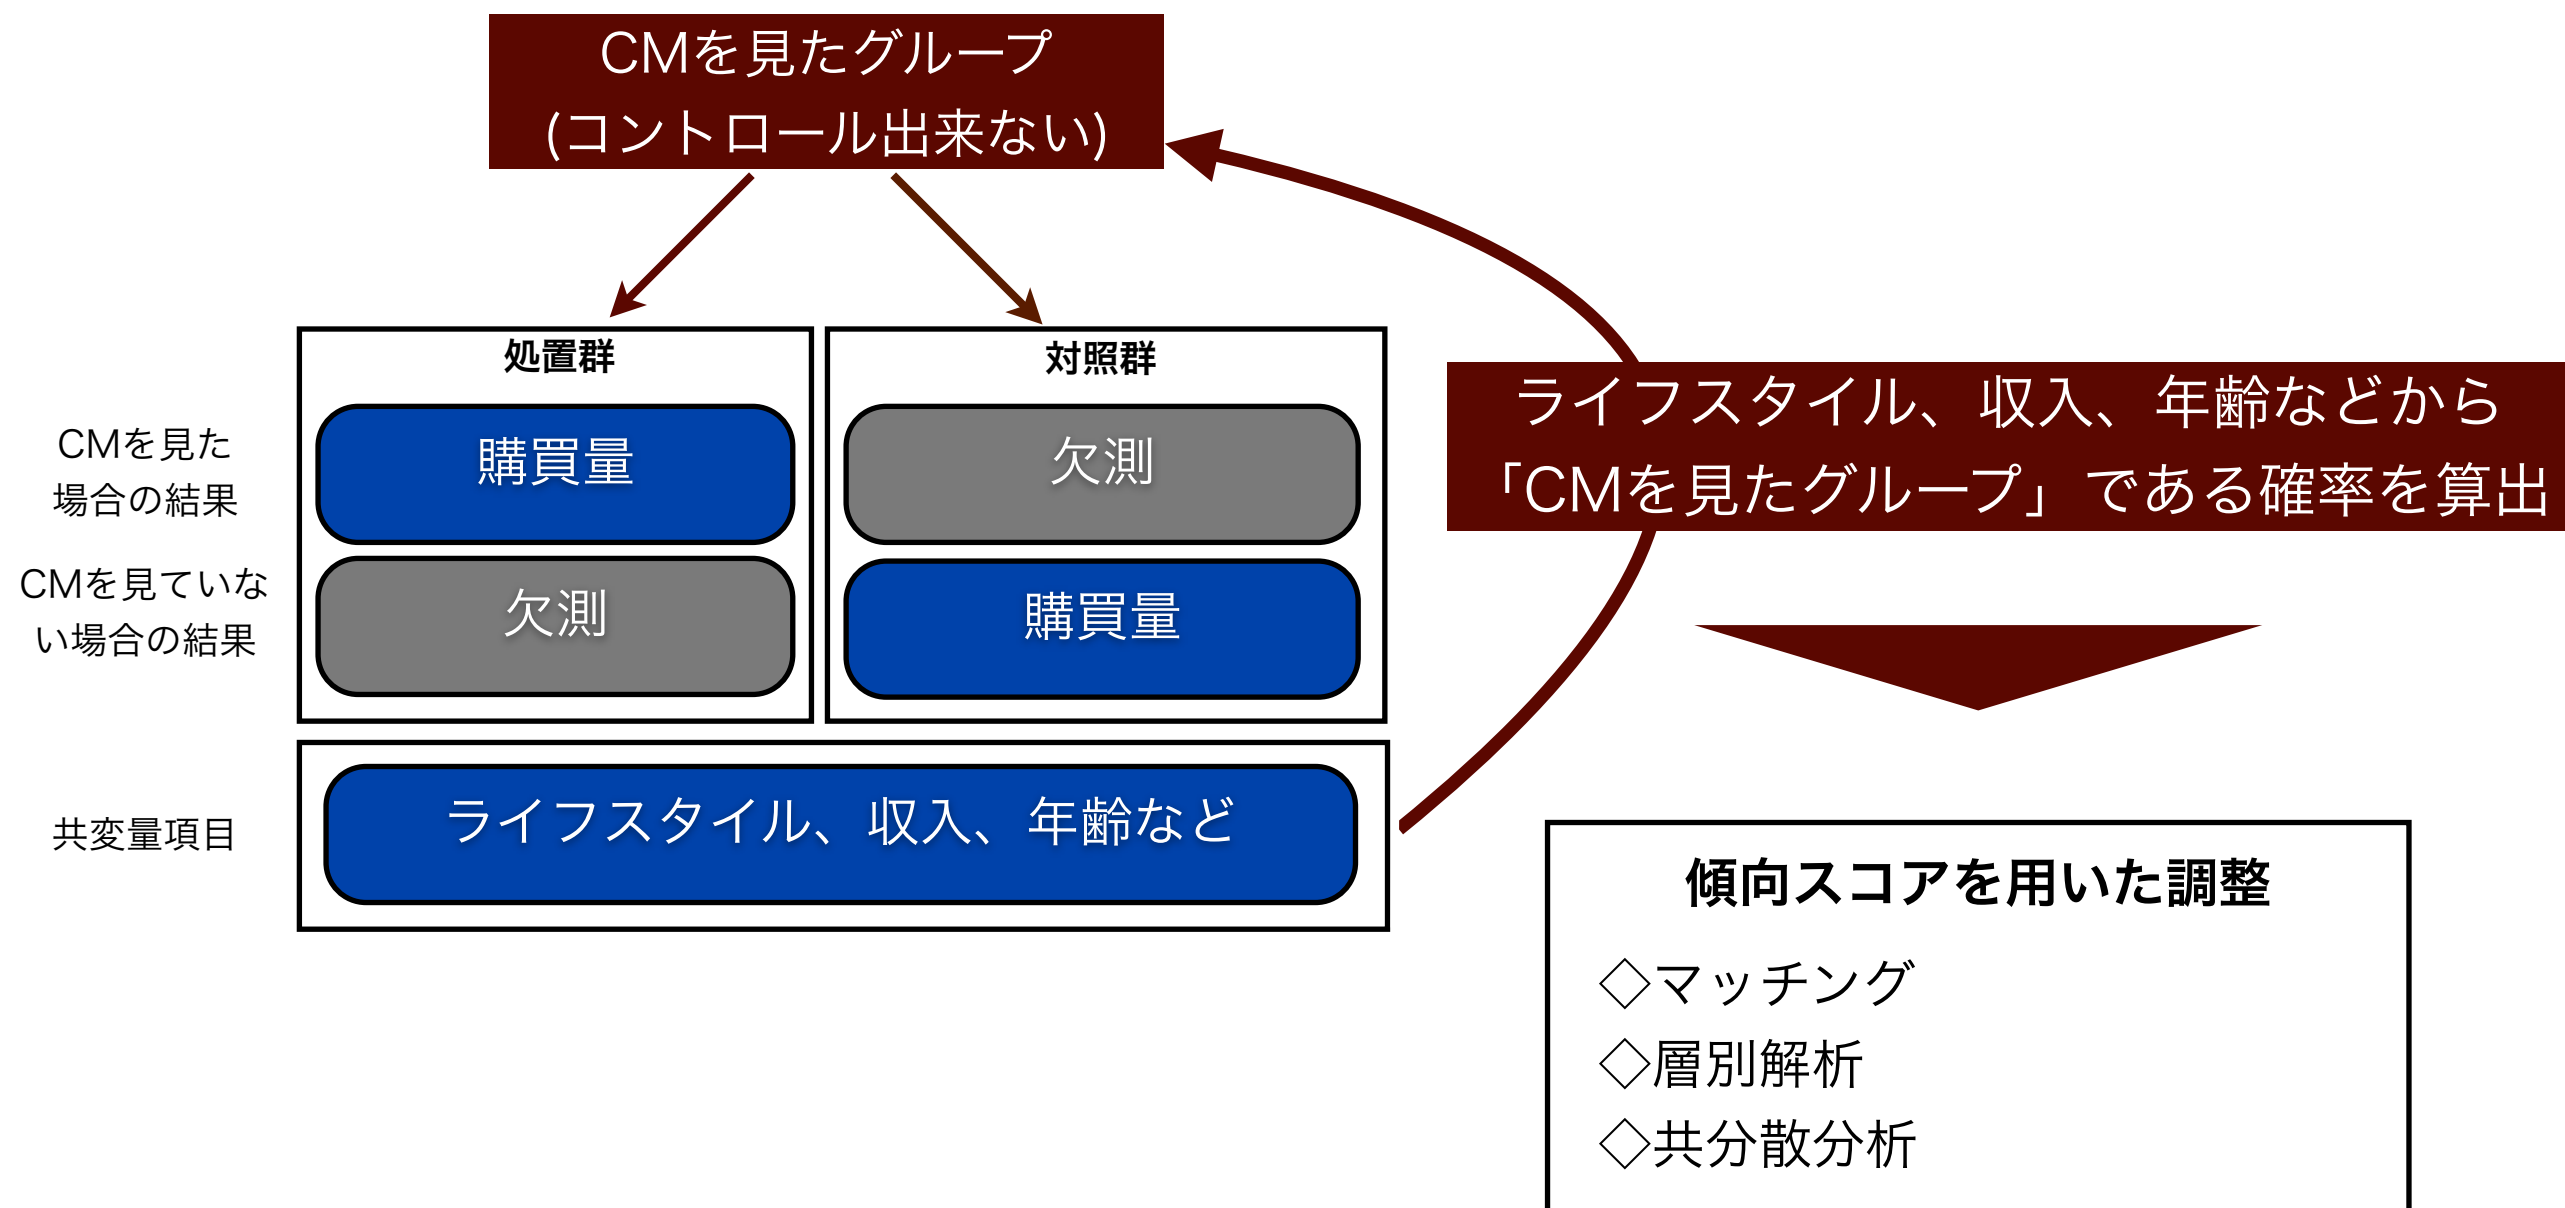 CMを見たグループ
(コントロール出来ない)
処置群
対照群
CMを見た
場合の結果
購買量
欠測
CMを見ていな
い場合の結果
欠測
購買量
共変量項目
ライフスタイル、収入、年齢など
ライフスタイル、収入、年齢などから
「CMを見たグループ」である確率を算出
傾向スコアを用いた調整
◇マッチング
◇層別解析
◇共分散分析